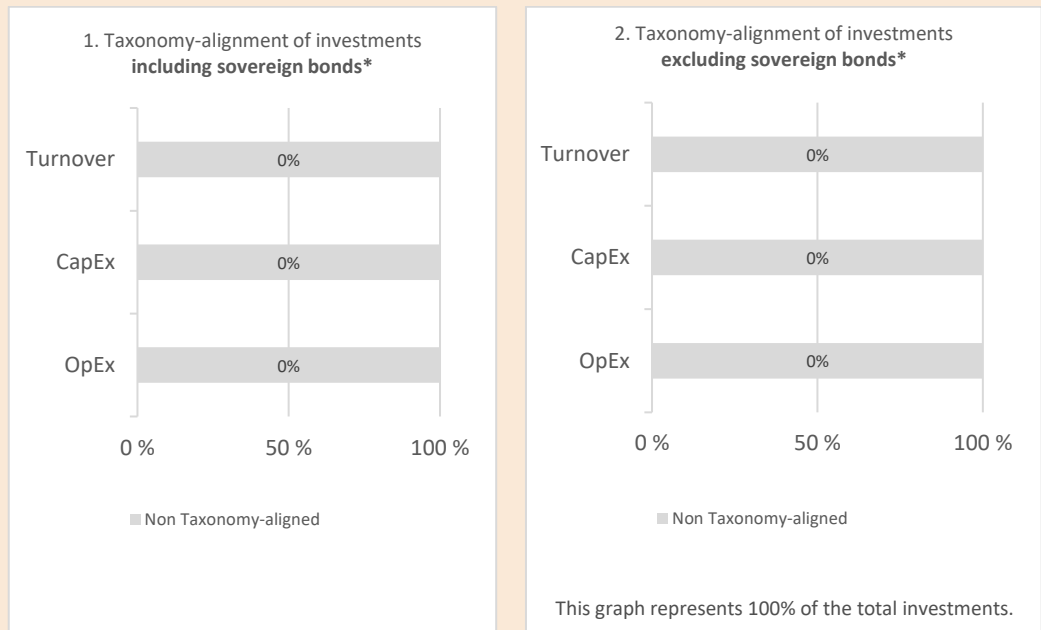 1. Taxonomy-alignment of investments
including sovereign bonds*
Turnover
0%
CapEx
0%
OpEx
0%
0 %
50 %
100 %
Non Taxonomy-aligned
2. Taxonomy-alignment of investments
excluding sovereign bonds*
Turnover
0%
CapEx
0%
OpEx
0%
0 %
50 %
100 %
Non Taxonomy-aligned
This graph represents 100% of the total investments.